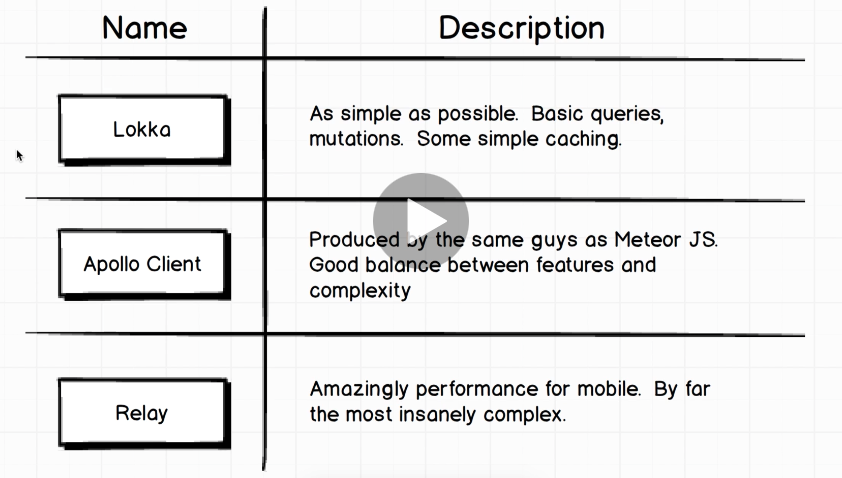 Name
Description
Lokka
As simple as possible. Basic queries,
mutations. Some simple caching.
Apollo Client
Produced by the same guys as Meteor JS.
Good balance between features and
complexity
Relay
Amazingly performance for mobile. By far
the most insanely complex.